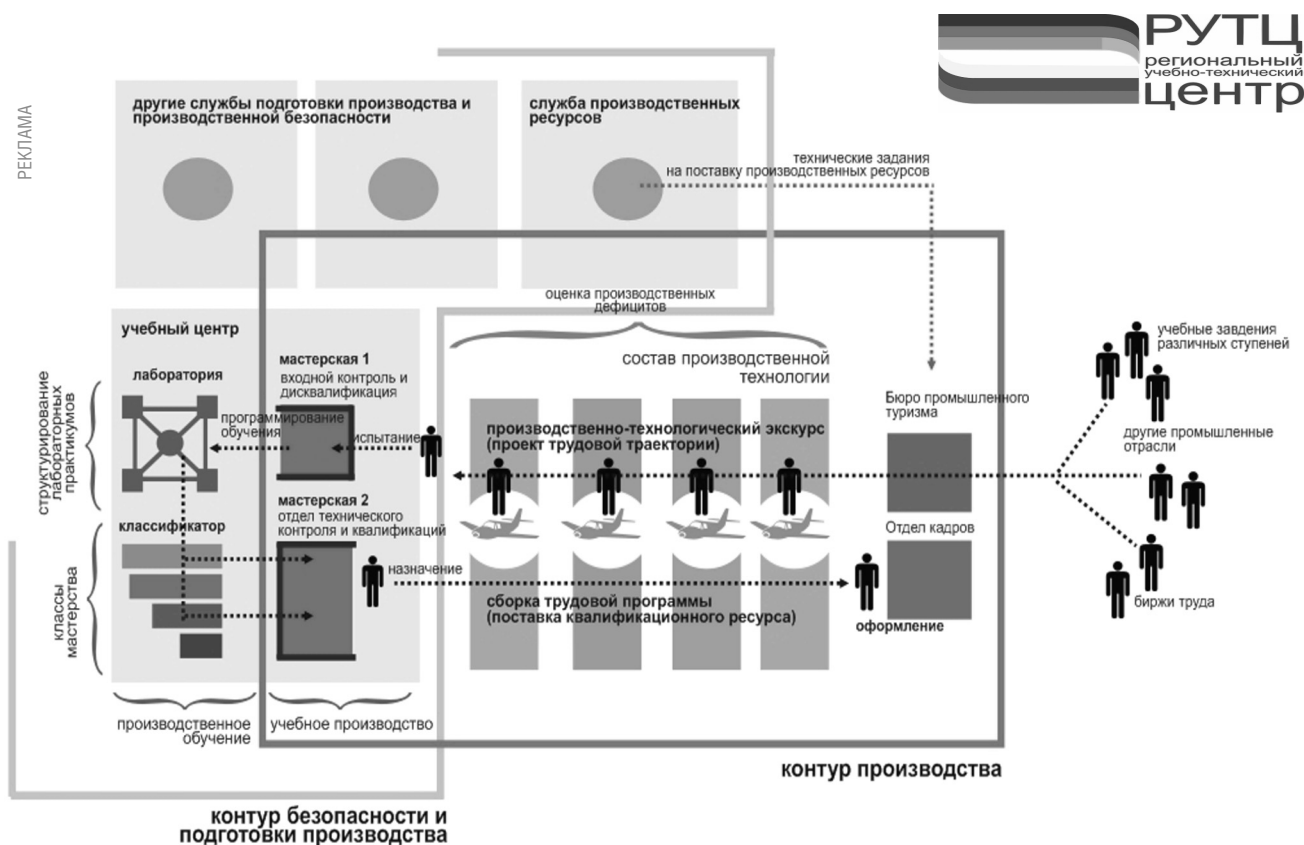 РУТЦ
региональный
учебно-технический
центр
РЕКЛАМА
другие службы подготовки производства и
производственной безопасности
служба производственных
ресурсов
технические задания
на поставку производственных ресурсов
оценка производственных
дефицитов
учебный центр
лаборатория
мастерская 1
входной контроль и
дисквалификация
программирование
обучения
испытание
состав производственной
технологии
производственно-технологический экскурс
(проект трудовой траектории)
Бюро промышленного
туризма
учебные завдения
различных ступеней
другие промышленные
отрасли
структурирование
лабораторных
практикумов
классификатор
мастерская 2
отдел технического
контроля и квалификаций
назначение
Отдел кадров
сборка трудовой программы
(поставка квалификационного ресурса)
оформление
биржи труда
классы
мастерства
производственное
обучение
учебное производство
контур производства
контур безопасности и
подготовки производства